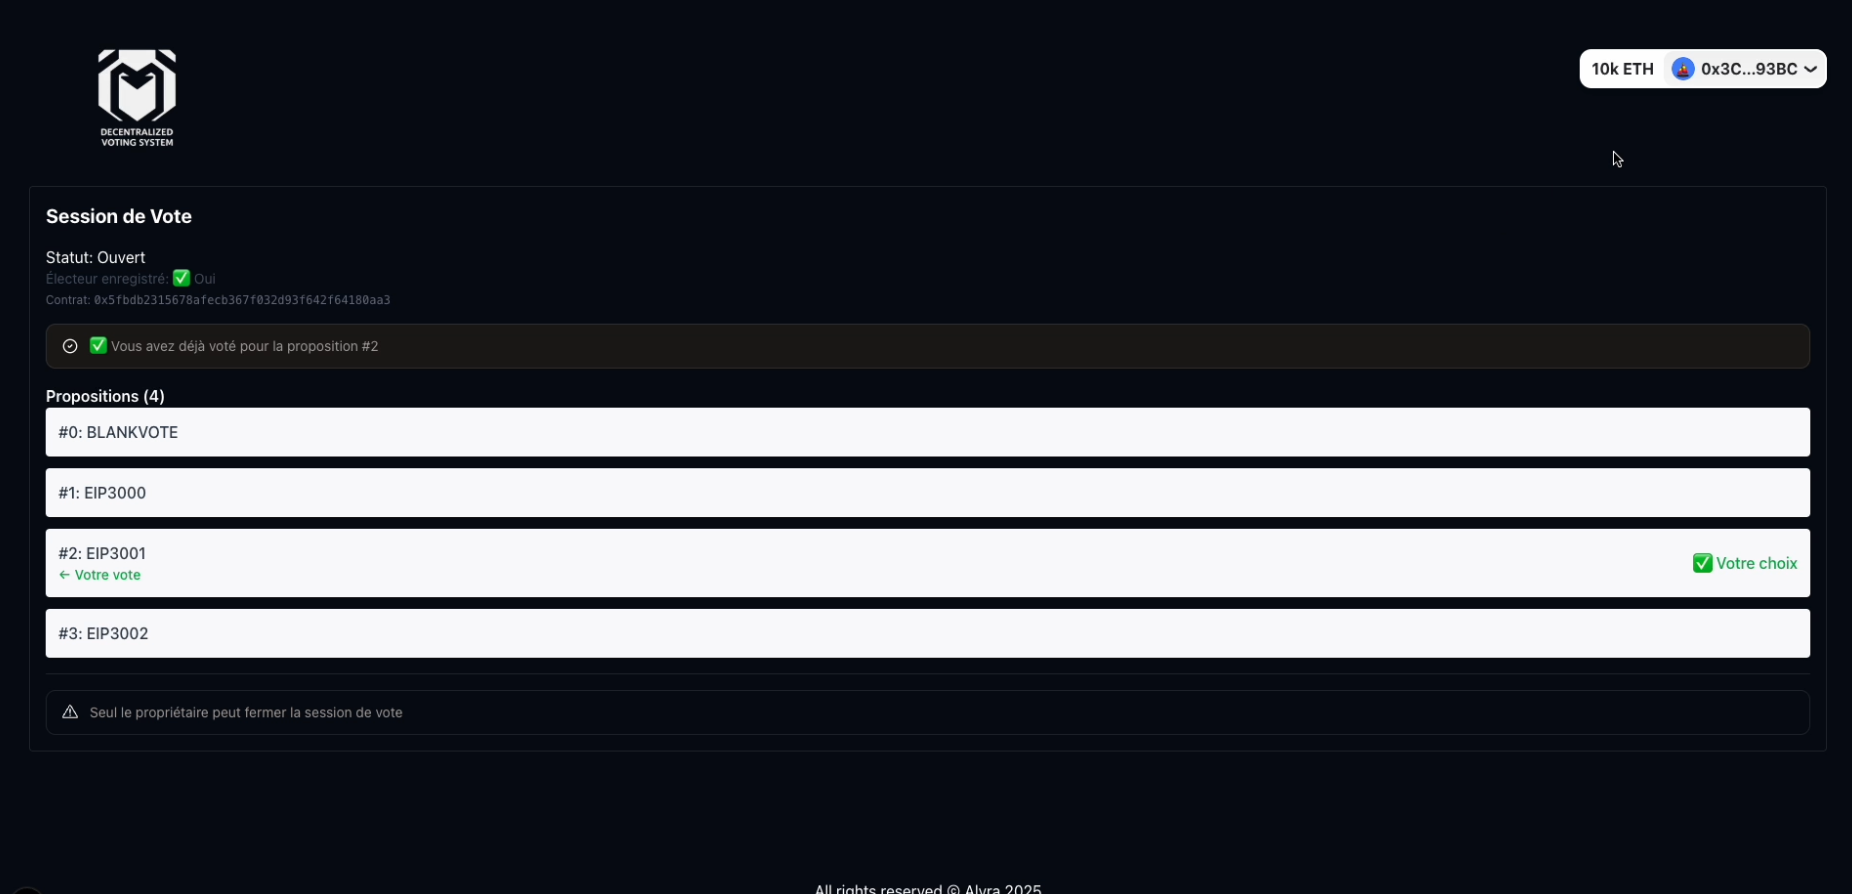 DECENTRALIZED
VOTING SYSTEM
10k ETH 0x3C...93BC
Session de Vote
Statut: Ouvert
Électeur enregistré: ✅ Oui
Contrat: 0x5fbdb2315678afecb367f032d93f642f64180aa3
✅ Vous avez déjà voté pour la proposition #2
Propositions (4)
#0: BLANKVOTE
#1: EIP3000
#2: EIP3001
← Votre vote
✅ Votre choix
#3: EIP3002
Seul le propriétaire peut fermer la session de vote
All rights reserved © Alyra 2025